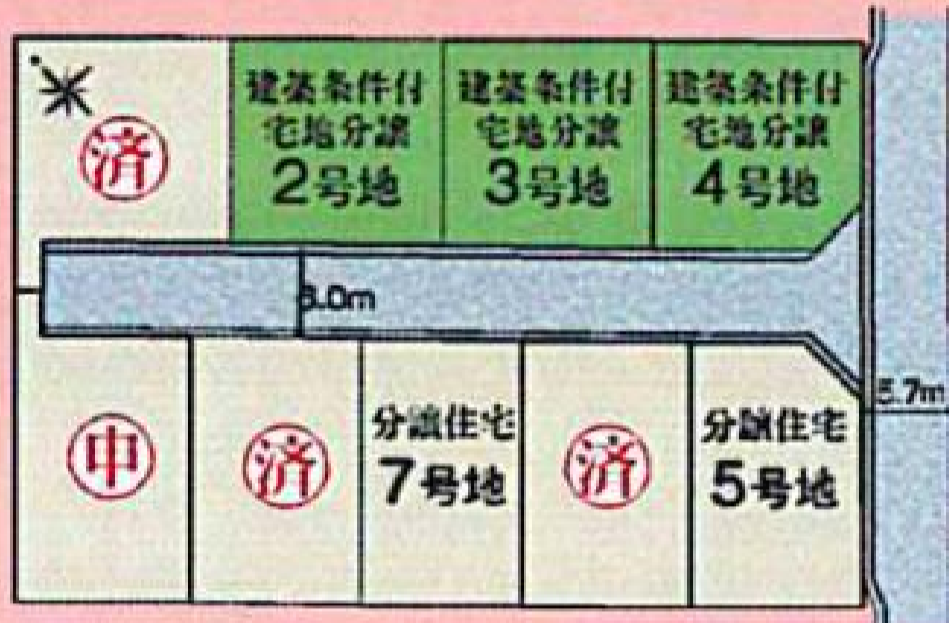 済
建築条件付
宅地分譲
2号地
建築条件付
宅地分譲
3号地
建築条件付
宅地分譲
4号地
6.0m
5.7m
申
済
分譲住宅
7号地
済
分譲住宅
5号地